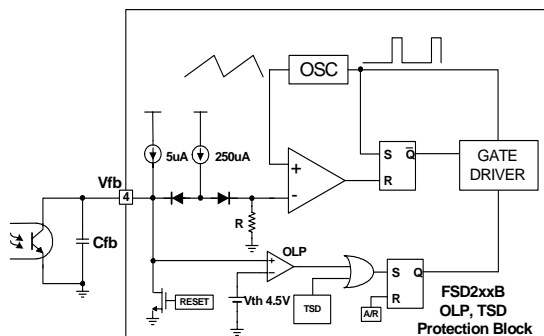 OSC
5uA
250uA
Vfb
4
S
Q
R
GATE
DRIVER
+
-
R
Cfb
OLP
+
-
RESET
Vth 4.5V
TSD
S
Q
A/R
R
FSD2xxB
OLP, TSD
Protection Block